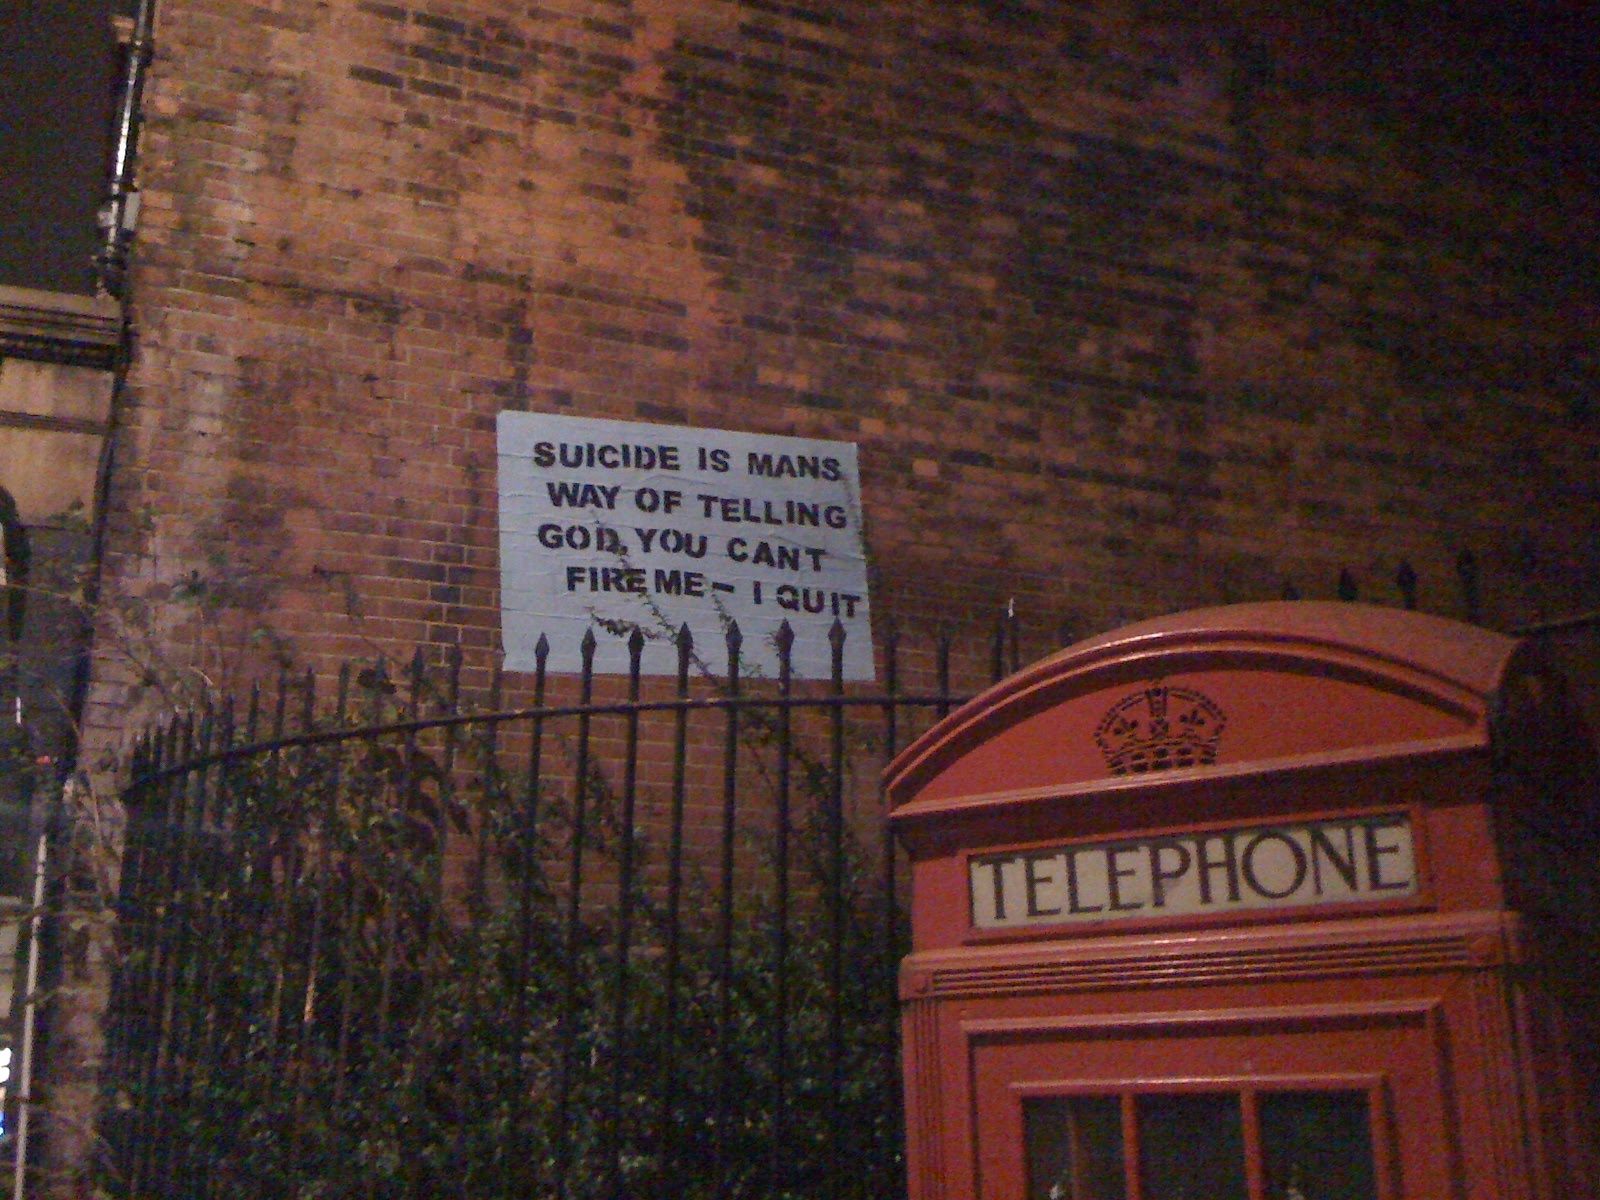 SUICIDE IS MANS
WAY OF TELLING
GOD, YOU CANT
FIRE ME – I QUIT
TELEPHONE